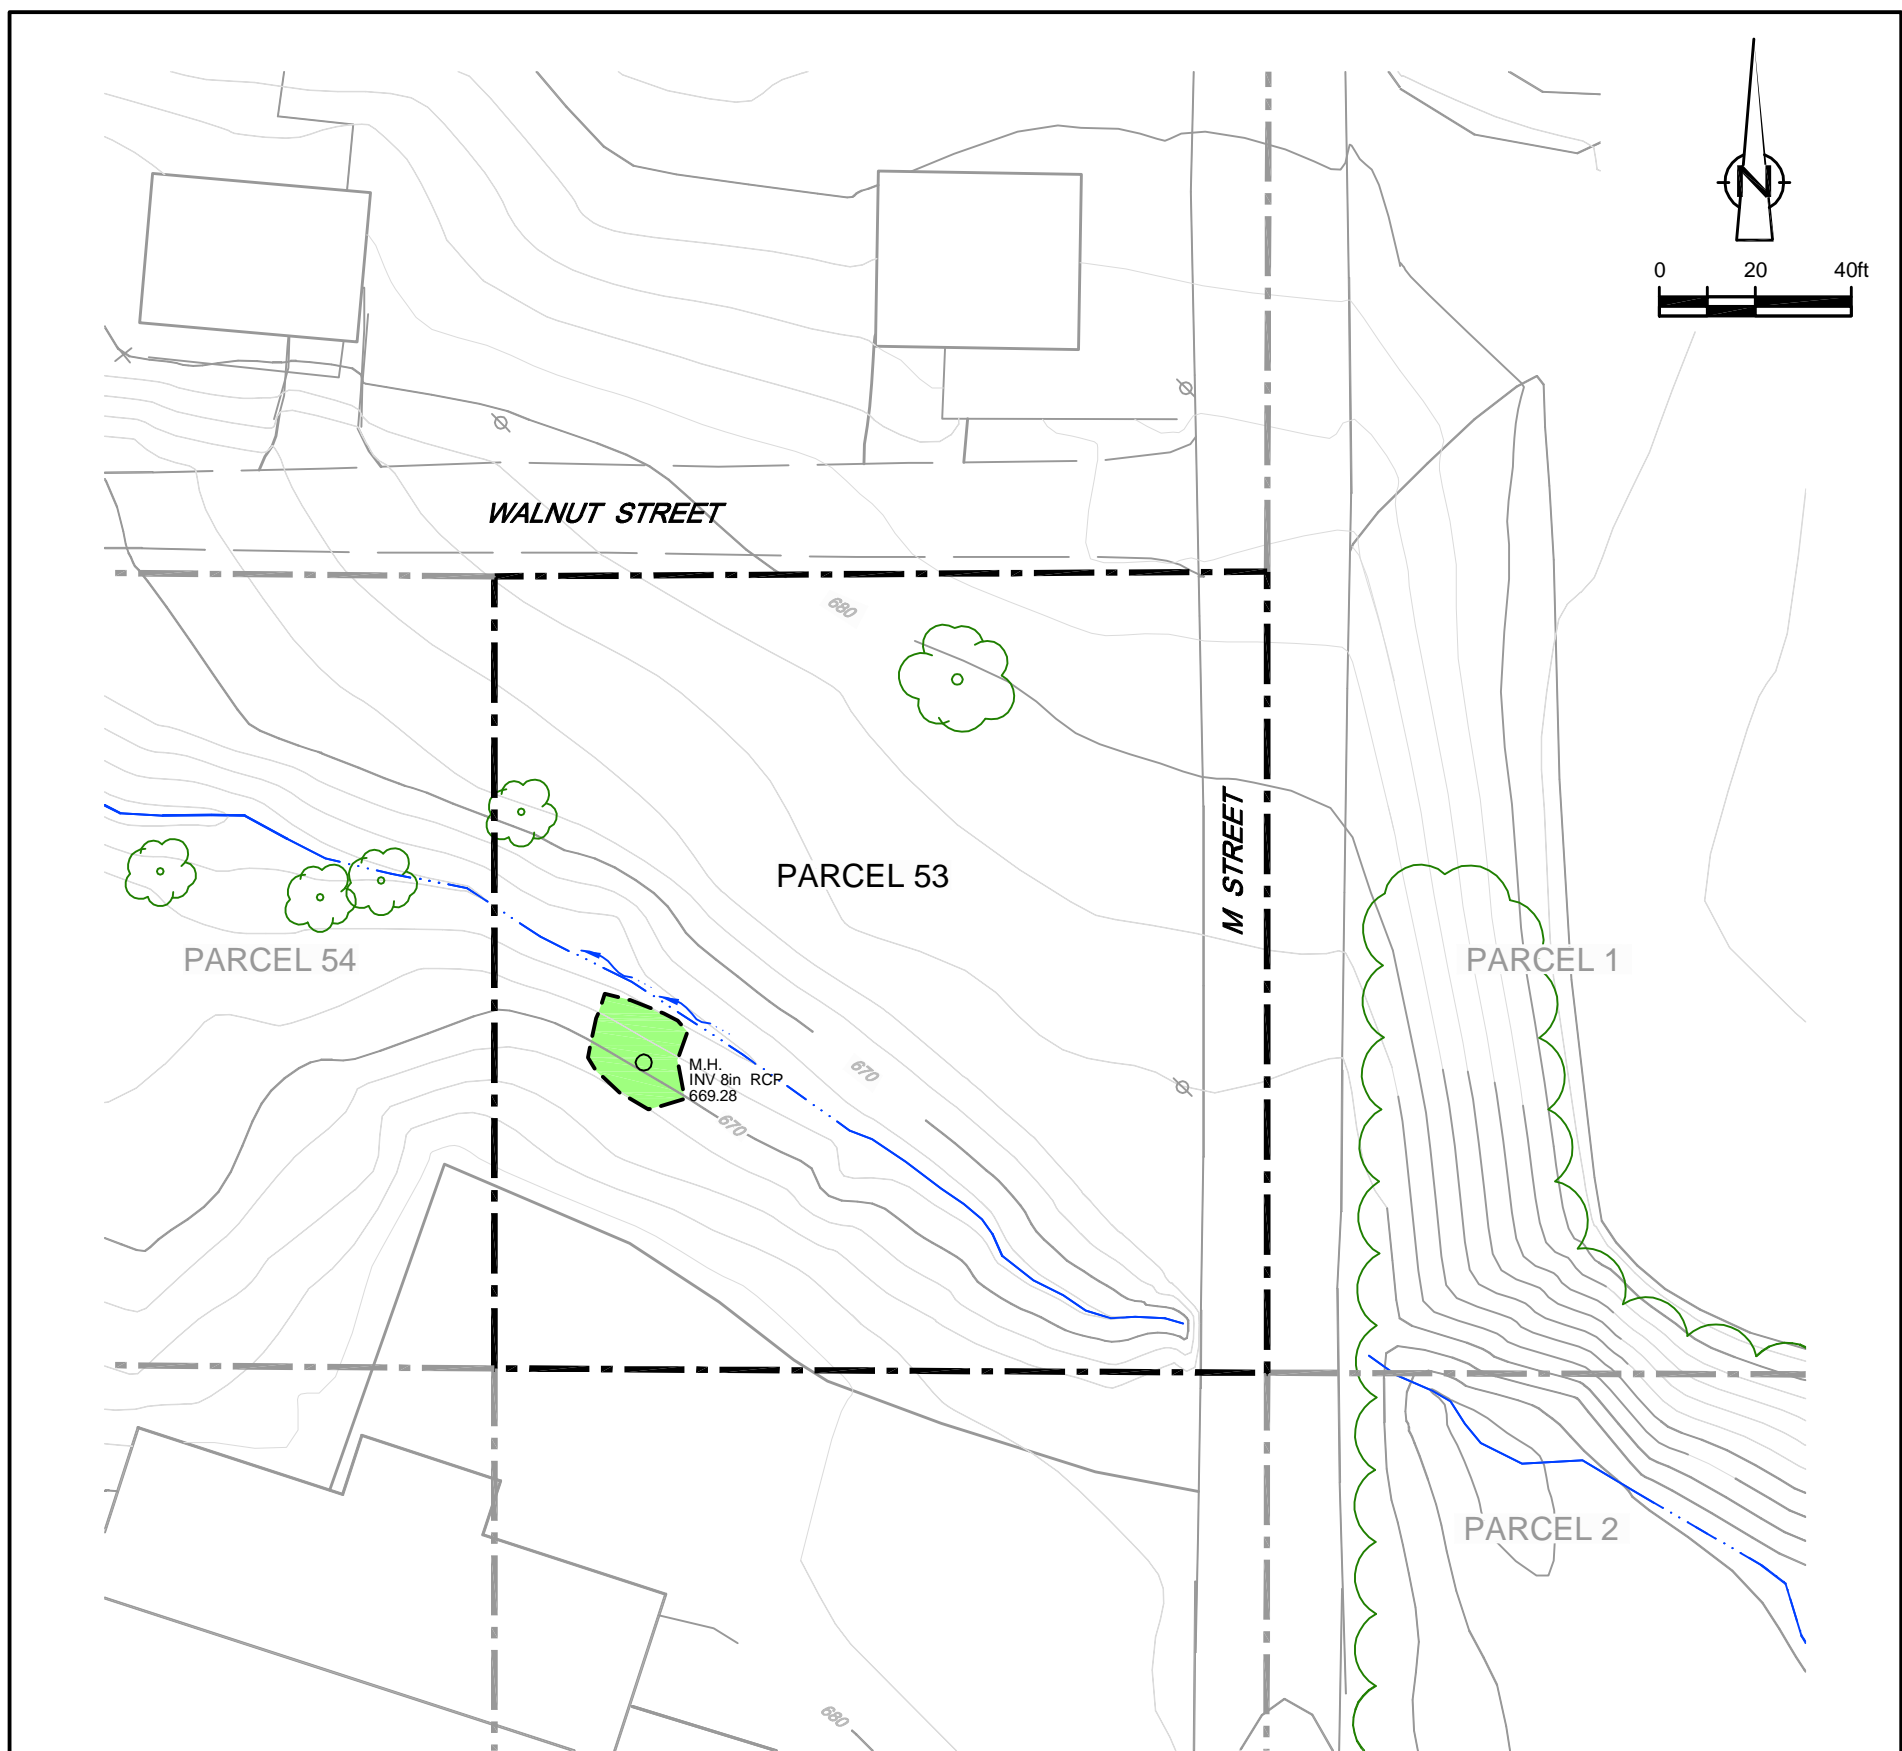 N
0 20 40ft
WALNUT STREET
680
PARCEL 53
M STREET
PARCEL 54
PARCEL 1
M.H.
INV 8in RCP
669.28
670
670
PARCEL 2
680